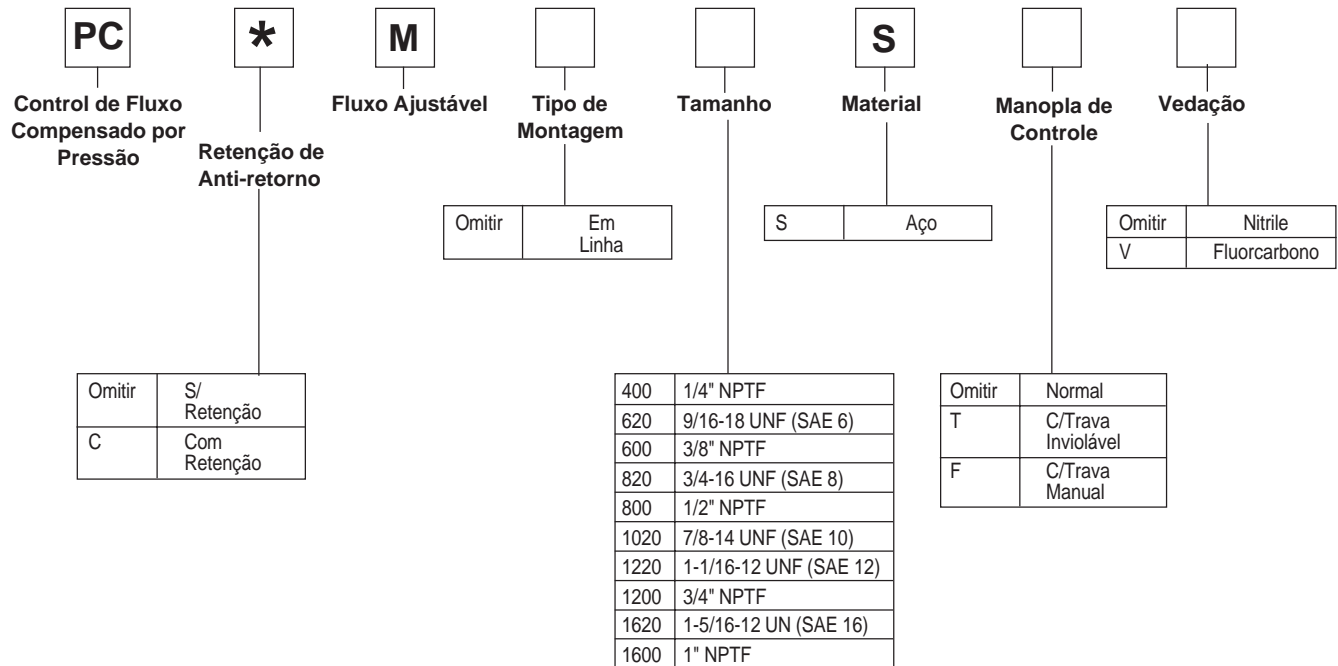 PC
*
M
S
Control de Fluxo
Compensado por
Pressão
Retenção de
Anti-retorno
Fluxo Ajustável
Tipo de
Montagem
Tamanho
Material
Manopla de
Controle
Vedação
Omitir Em
Linha
S Aço
Omitir Nitrile
V Fluorcarbono
Omitir S/
Retenção
C Com
Retenção
400 1/4" NPTF
620 9/16-18 UNF (SAE 6)
600 3/8" NPTF
820 3/4-16 UNF (SAE 8)
800 1/2" NPTF
1020 7/8-14 UNF (SAE 10)
1220 1-1/16-12 UNF (SAE 12)
1200 3/4" NPTF
1620 1-5/16-12 UN (SAE 16)
1600 1" NPTF
Omitir Normal
T C/Trava
Inviolável
F C/Trava
Manual